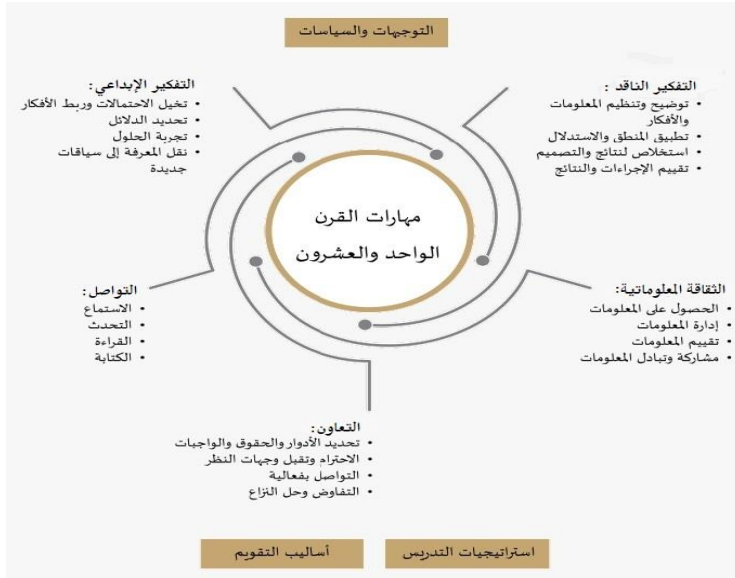 التوجيهات والسياسات
التفكير الناقد :
• توضيح وتنظيم المعلومات
والأفكار
• تطبيق المنطق والاستدلال
• استخلاص لنتائج والتصميم
• تقييم الإجراءات والنتائج
التفكير الإبداعي:
• تخيل الاحتمالات وربط الأفكار
• تحديد الدلائل
• تجربة الحلول
• نقل المعرفة إلى سياقات
جديدة
مهارات القرن
الواحد والعشرون
الثقاقة المعلوماتية:
• الحصول على المعلومات
• إدارة المعلومات
• تقييم المعلومات
• مشاركة وتبادل المعلومات
التواصل:
• الاستماع
• التحدث
• القراءة
• الكتابة
التعاون:
• تحديد الأدوار والحقوق والواجبات
• الاحترام وتقبل وجهات النظر
• التواصل بفعالية
• التفاوض وحل النزاع
استراتيجيات التدريس
أساليب التقويم